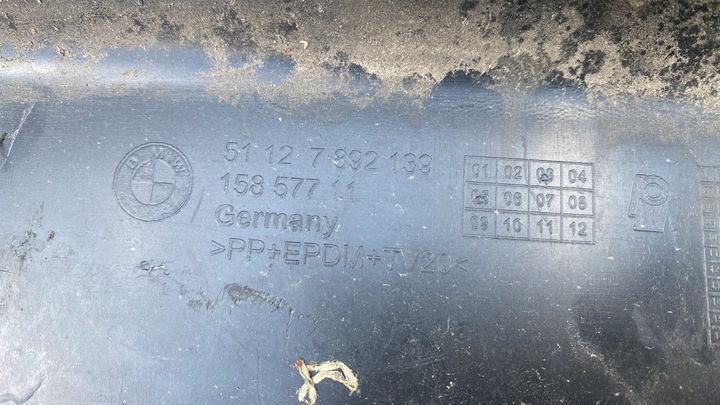 BMW
51 12 7 892 139
158 577 11
Germany
>PP+EPDM+TV20<
01 02 03 04
05 06 07 08
09 10 11 12